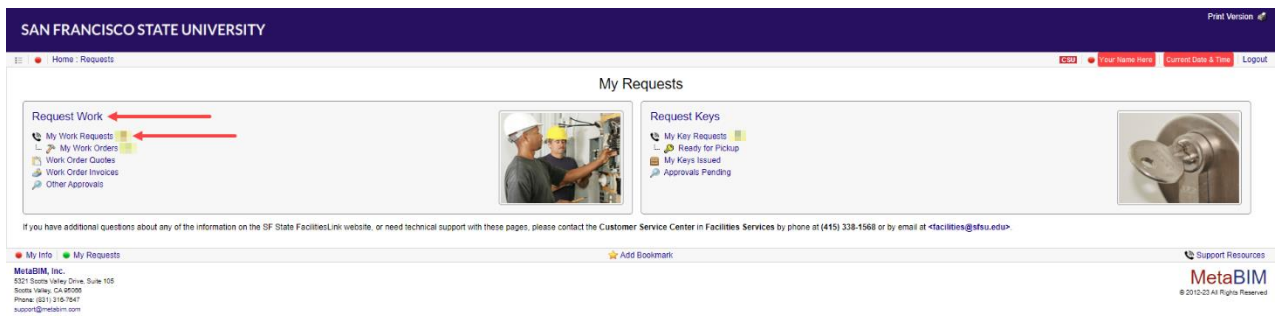 Print Version
SAN FRANCISCO STATE UNIVERSITY
Home : Requests
CSU Your Name Here Current Date & Time Logout
My Requests
Request Work
My Work Requests
My Work Orders
Work Order Quotes
Work Order Invoices
Other Approvals
Request Keys
My Key Requests
Ready for Pickup
My Keys Issued
Approvals Pending
If you have additional questions about any of the information on the SF State FacilitiesLink website, or need technical support with these pages, please contact the Customer Service Center in Facilities Services by phone at (415) 338-1568 or by email at <facilities@sfsu.edu>.
My Info My Requests Add Bookmark Support Resources
MetaBIM, Inc.
5321 Scotts Valley Drive, Suite 105
Scotts Valley, CA 95066
Phone: (831) 316-7647
support@metabim.com
MetaBIM
© 2012-23 All Rights Reserved